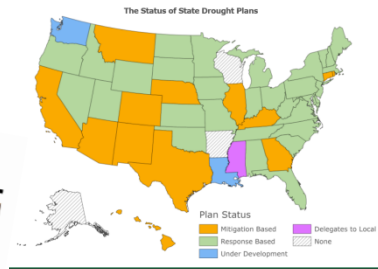 The Status of State Drought Plans
Plan Status
Mitigation Based
Delegates to Local
Response Based
None
Under Development